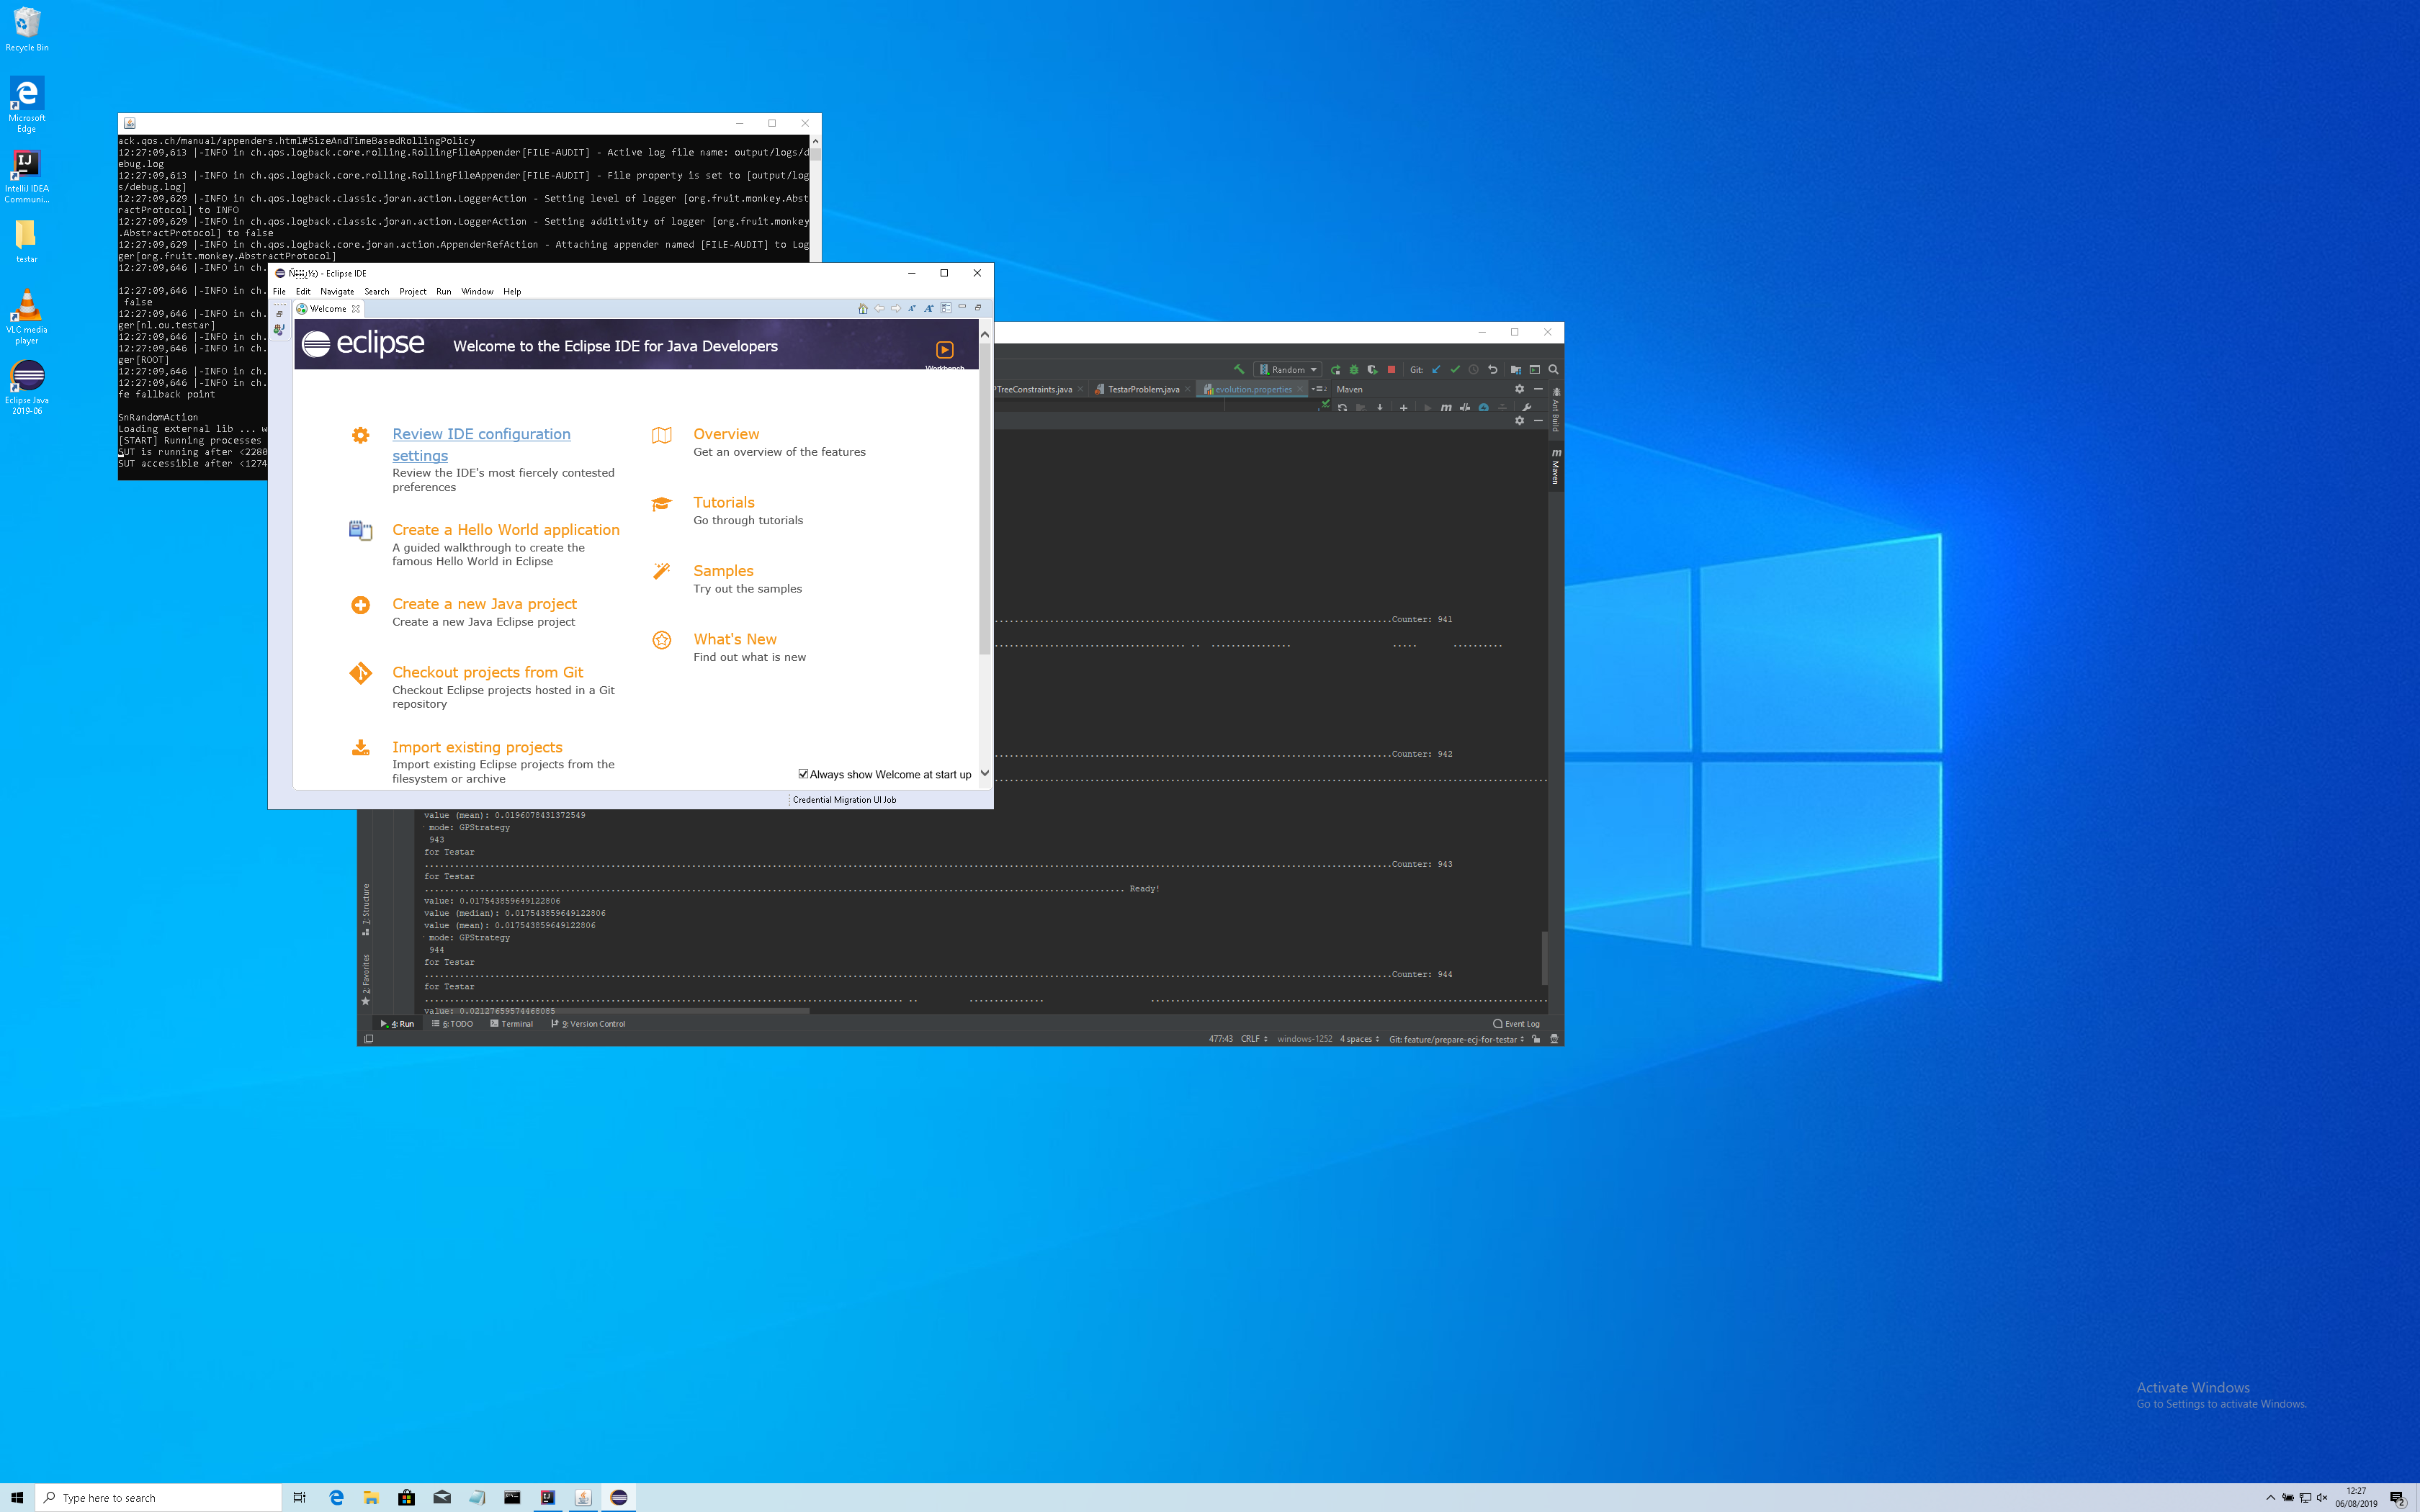 Recycle Bin
Microsoft
Edge
IntelliJ IDEA
Communi...
testar
VLC media
player
Eclipse Java
2019-06
ack.qos.ch/manual/appenders.html#SizeAndTimeBasedRollingPolicy
12:27:09,613 |-INFO in ch.qos.logback.core.rolling.RollingFileAppender[FILE-AUDIT] - Active log file name: output/logs/d
ebug.log
12:27:09,613 |-INFO in ch.qos.logback.core.rolling.RollingFileAppender[FILE-AUDIT] - File property is set to [output/log
s/debug.log]
12:27:09,629 |-INFO in ch.qos.logback.classic.joran.action.LoggerAction - Setting level of logger [org.fruit.monkey.Abst
ractProtocol] to INFO
12:27:09,629 |-INFO in ch.qos.logback.classic.joran.action.LoggerAction - Setting additivity of logger [org.fruit.monkey
.AbstractProtocol] to false
12:27:09,629 |-INFO in ch.qos.logback.core.joran.action.AppenderRefAction - Attaching appender named [FILE-AUDIT] to Log
ger[org.fruit.monkey.AbstractProtocol]
12:27:09,646 |-INFO in ch.
12:27:09,646 |-INFO in ch.
false
12:27:09,646 |-INFO in ch.
ger[nl.ou.testar]
12:27:09,646 |-INFO in ch.
12:27:09,646 |-INFO in ch.
ger[ROOT]
12:27:09,646 |-INFO in ch.
12:27:09,646 |-INFO in ch.
fe fallback point
SnRandomAction
Loading external lib ... w
[START] Running processes
SUT is running after <2280
SUT accessible after <1274
- Eclipse IDE
File Edit Navigate Search Project Run Window Help
Welcome
eclipse
Welcome to the Eclipse IDE for Java Developers
Workbench
Review IDE configuration
settings
Review the IDE's most fiercely contested
preferences
Create a Hello World application
A guided walkthrough to create the
famous Hello World in Eclipse
Create a new Java project
Create a new Java Eclipse project
Checkout projects from Git
Checkout Eclipse projects hosted in a Git
repository
Import existing projects
Import existing Eclipse projects from the
filesystem or archive
Overview
Get an overview of the features
Tutorials
Go through tutorials
Samples
Try out the samples
What's New
Find out what is new
Always show Welcome at start up
Credential Migration UI Job
Random Git:
PTreeConstraints.java TestarProblem.java evolution.properties Maven
Ant Build
Maven
Counter: 941
Counter: 942
value (mean): 0.0196078431372549
mode: GPStrategy
943
for Testar
Counter: 943
for Testar
Ready!
value: 0.017543859649122806
value (median): 0.017543859649122806
value (mean): 0.017543859649122806
mode: GPStrategy
944
for Testar
Counter: 944
for Testar
value: 0.02127659574468085
7: Structure
2: Favorites
4: Run 6: TODO Terminal 9: Version Control
Event Log
477:43 CRLF windows-1252 4 spaces Git: feature/prepare-ecj-for-testar
Activate Windows
Go to Settings to activate Windows.
Type here to search
12:27
06/08/2019
2